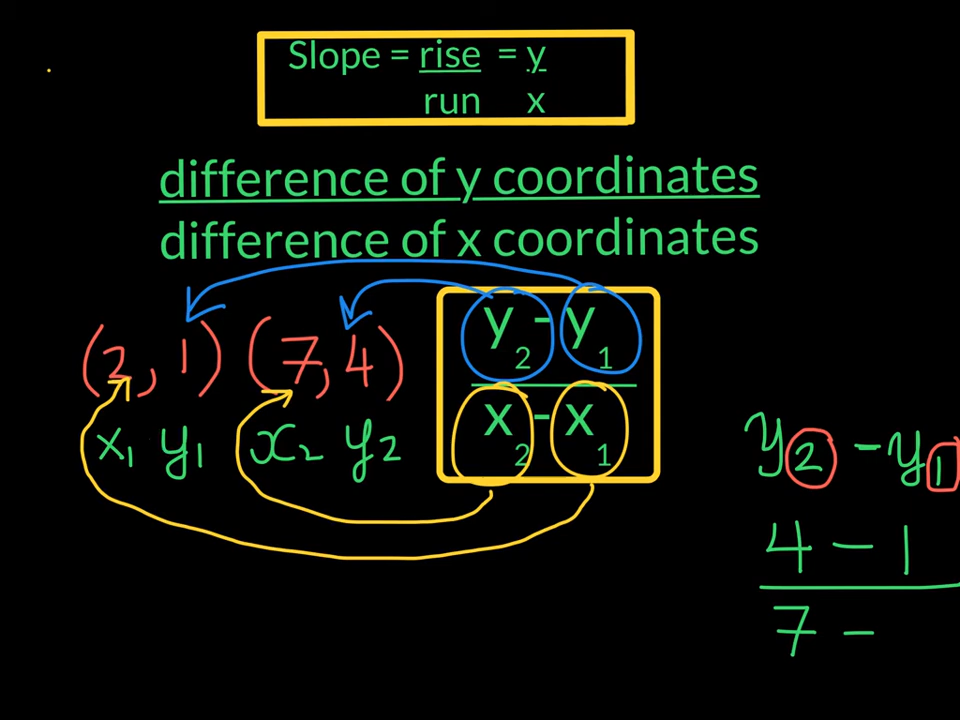 Slope = rise = y
run x
difference of y coordinates
difference of x coordinates
(2, 1) (7, 4)
x1 y1 x2 y2
y2 - y1
x2 - x1
y2 - y1
4 - 1
7 -